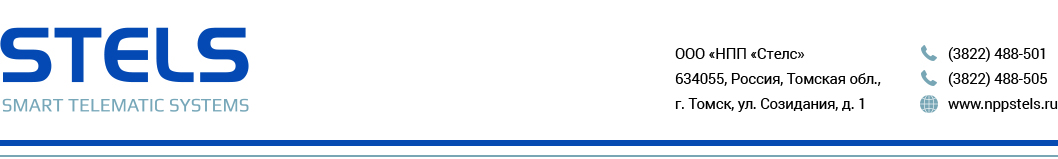 STELS
SMART TELEMATIC SYSTEMS
ООО «НПП «Стелс»
634055, Россия, Томская обл.,
г. Томск, ул. Созидания, д. 1
(3822) 488-501
(3822) 488-505
www.nppstels.ru